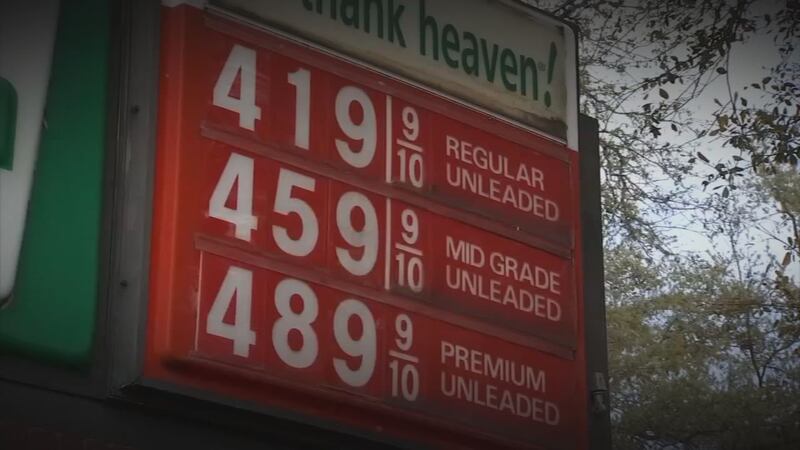 thank heaven!
419 9/10 REGULAR UNLEADED
459 9/10 MID GRADE UNLEADED
489 9/10 PREMIUM UNLEADED